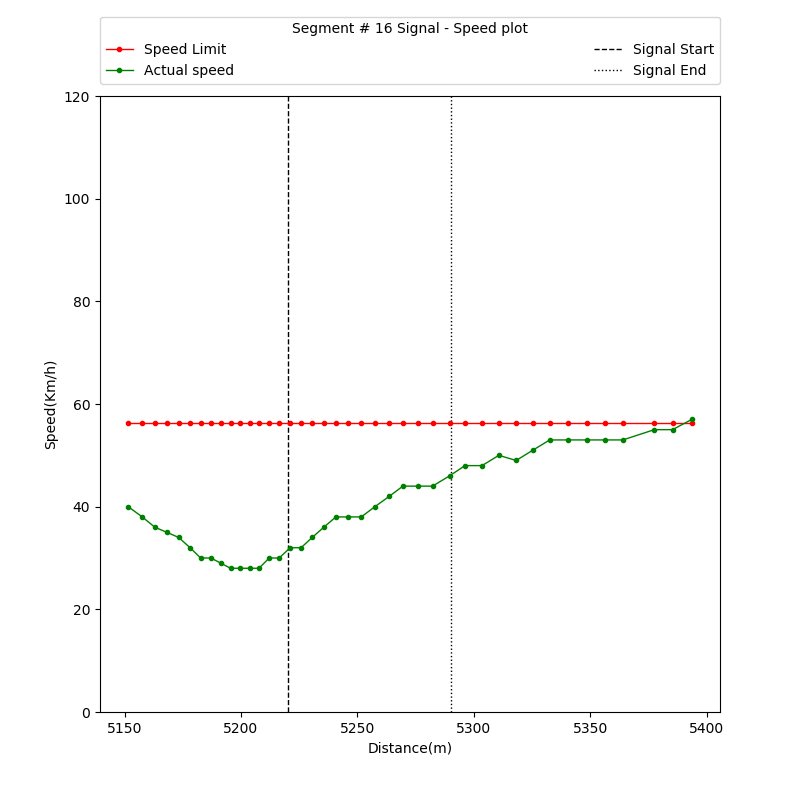 Segment # 16 Signal - Speed plot
Speed Limit
Actual speed
Signal Start
Signal End
120
100
80
60
40
20
0
Speed(Km/h)
5150 5200 5250 5300 5350 5400
Distance(m)